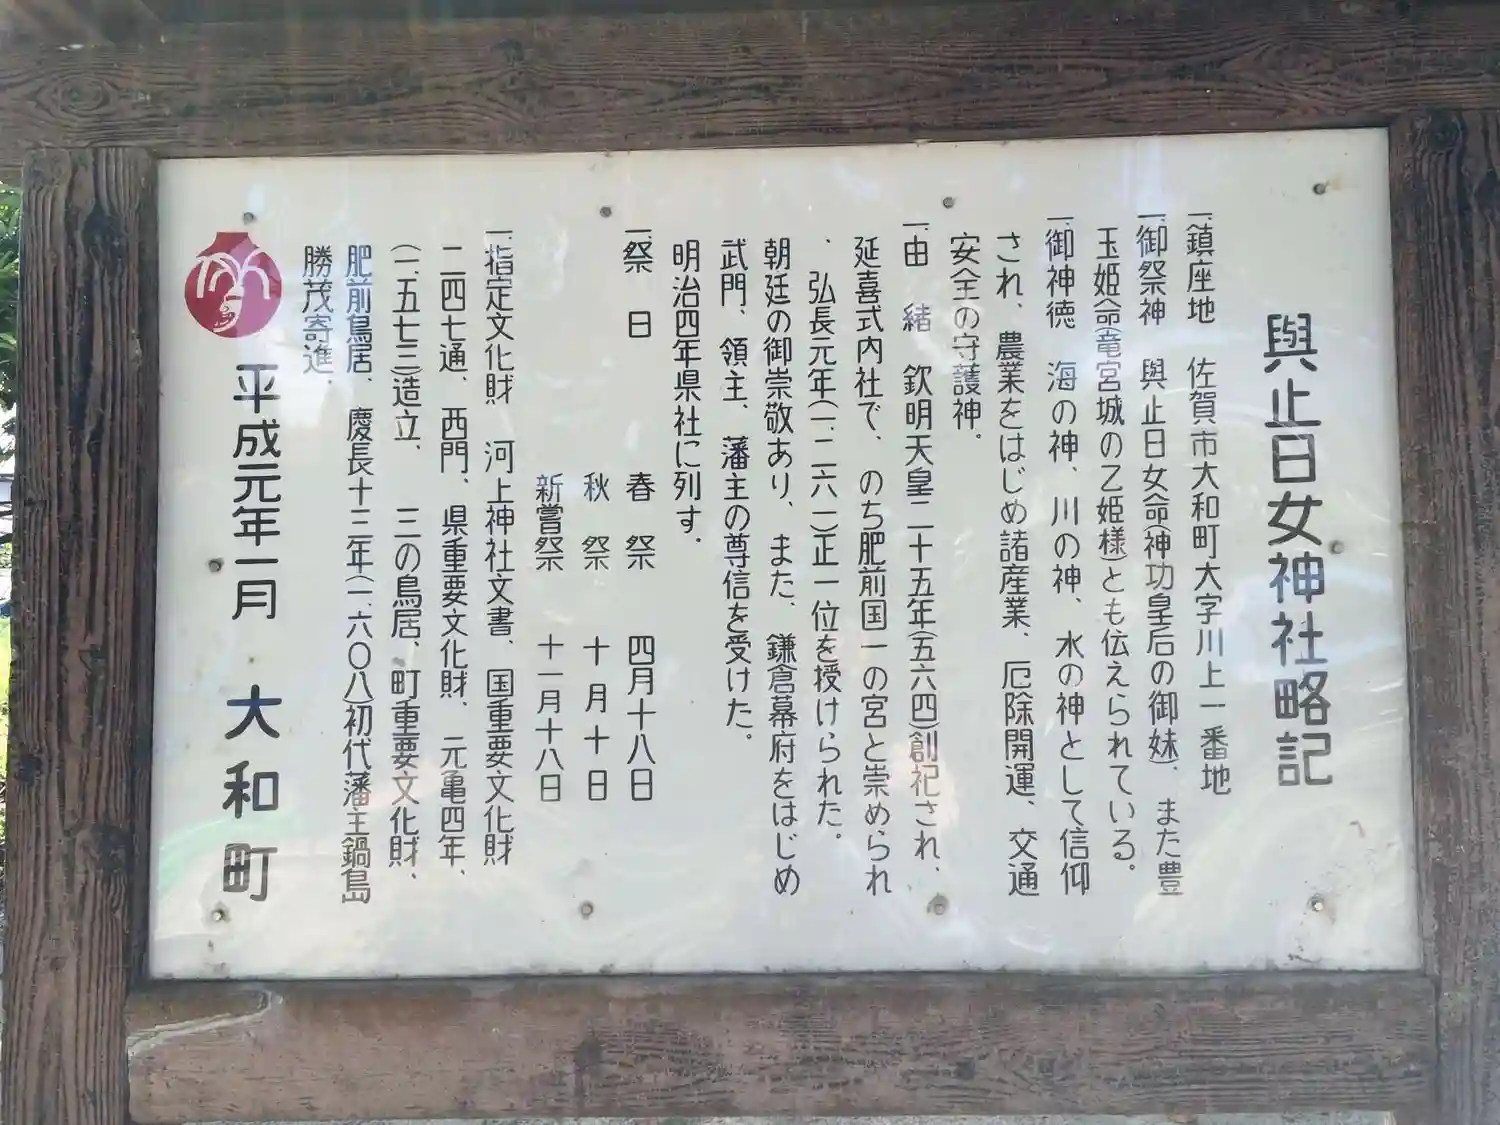 與止日女神社略記
一、鎮座地　佐賀市大和町大字川上一番地
一、御祭神　與止日女命(神功皇后の御妹)、また豊
玉姫命(竜宮城の乙姫様)とも伝えられている。
一、御神徳　海の神、川の神、水の神として信仰
され、農業をはじめ諸産業、厄除開運、交通
安全の守護神.
一、由　緒　欽明天皇二十五年(五六四)創祀され、
延喜式内社で、のち肥前国一の宮と崇められ
、弘長元年(一、二六一)正一位を授けられた。
朝廷の御崇敬あり、また、鎌倉幕府をはじめ
武門、領主、藩主の尊信を受けた。
明治四年県社に列す.
一、祭　日　春　祭　四月十八日
秋　祭　十月十日
新嘗祭　十一月十八日
一、指定文化財　河上神社文書、国重要文化財
二四七通、西門、県重要文化財、元亀四年、
(一、五七三)造立、三の鳥居、町重要文化財、
肥前鳥居、慶長十三年(一、六〇八)初代藩主鍋島
勝茂寄進.
平成元年一月　大和町